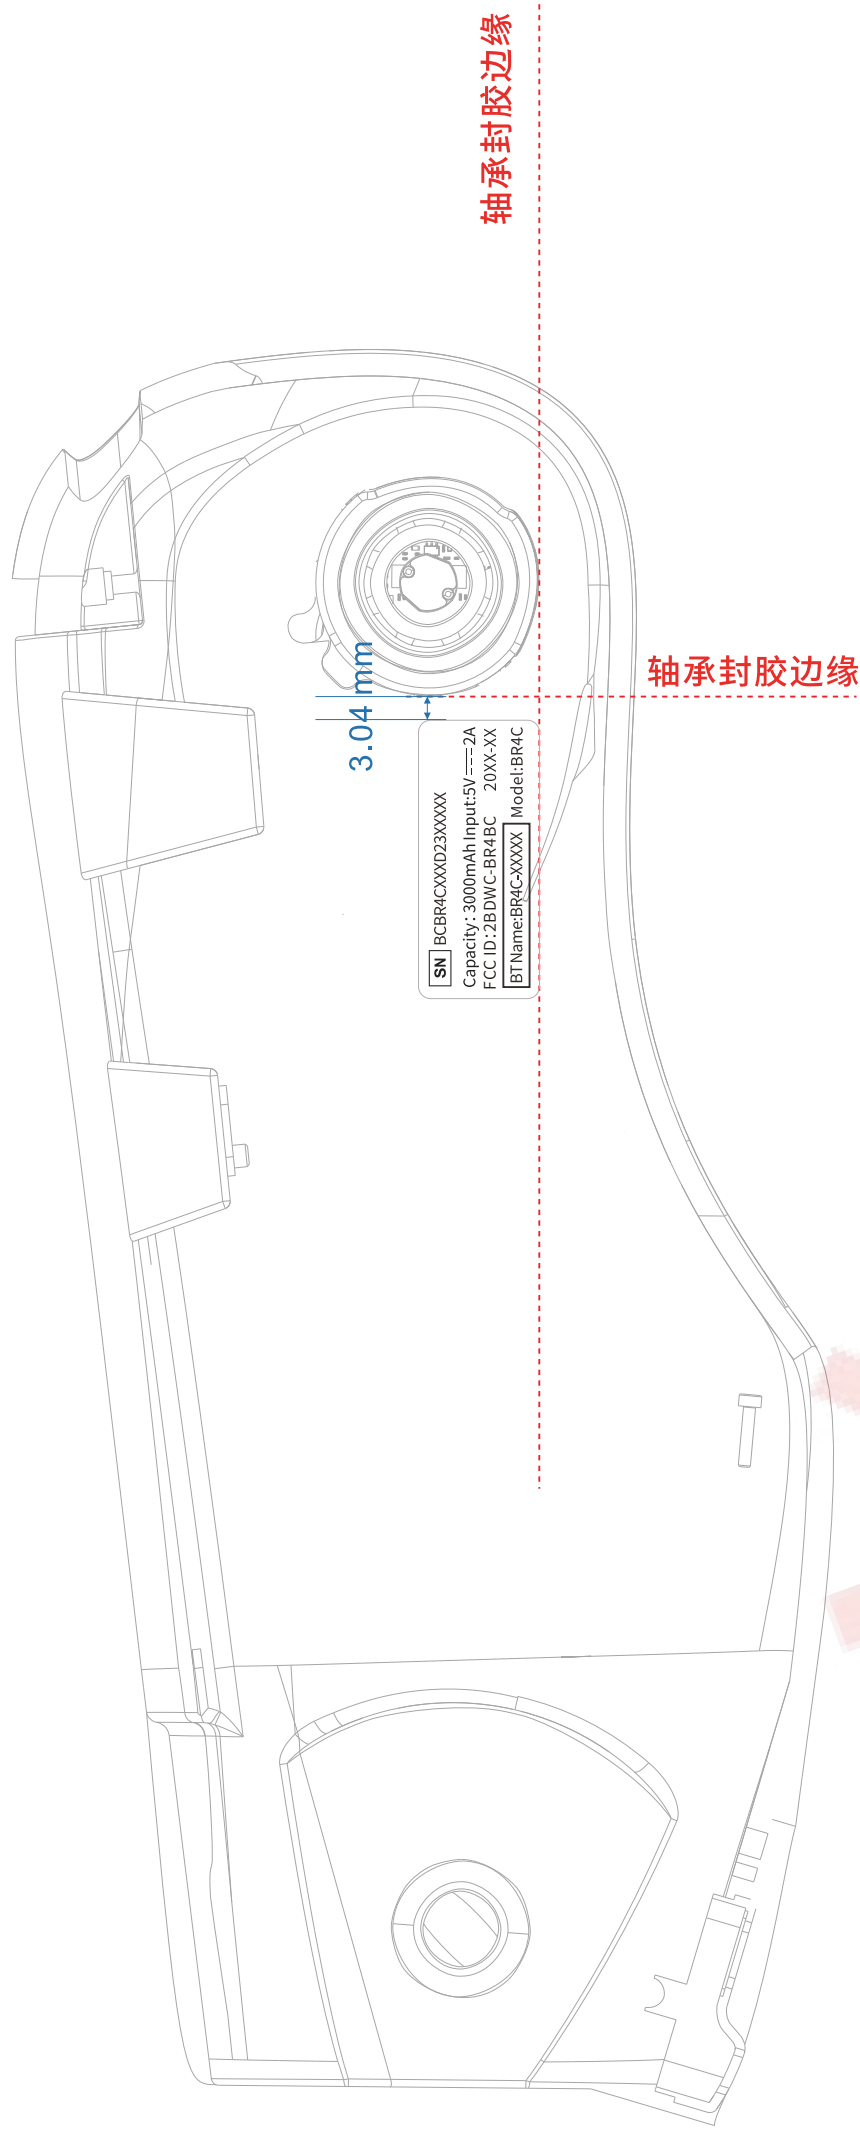 轴承封胶边缘
轴承封胶边缘
3.04 mm
SN BCBR4CXXXD23XXXXX
Capacity: 3000mAh Input:5V⎓2A
FCC ID:2BDWC-BR4BC 20XX-XX
BT Name:BR4C-XXXXX Model:BR4C